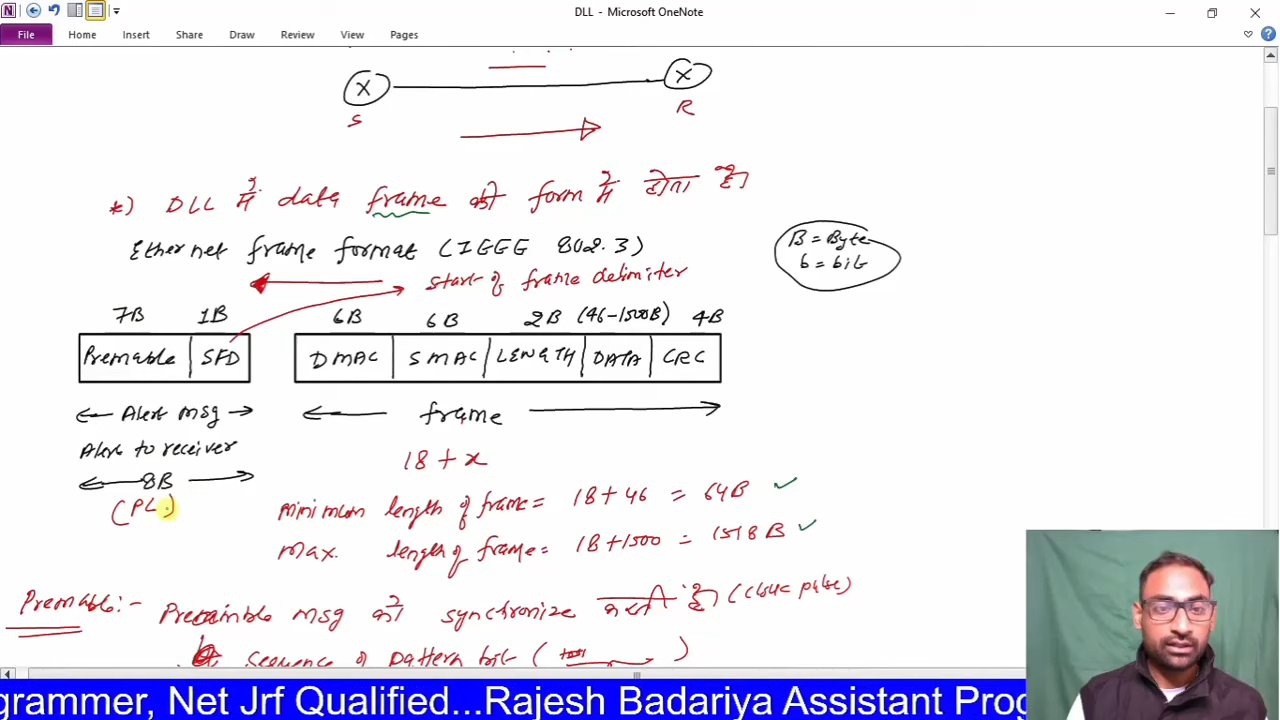 DLL - Microsoft OneNote
File Home Insert Share Draw Review View Pages
X X
S R
*) DLL में data frame की form में होता है
Ethernet frame format (IEEE 802.3)
B = Byte
b = bit
start of frame delimiter
7B 1B 6B 6B 2B (46-1500B) 4B
Premable SFD DMAC SMAC LENGTH DATA CRC
Alert msg frame
Alert to receiver
18 + x
8B
(PL)
minimum length of frame = 18 + 46 = 64B ✓
max. length of frame = 18 + 1500 = 1518 B ✓
Premable:- msg को synchronize है (clock pulse)
sequence of pattern bit ( )
grammer, Net Jrf Qualified...Rajesh Badariya Assistant Prog